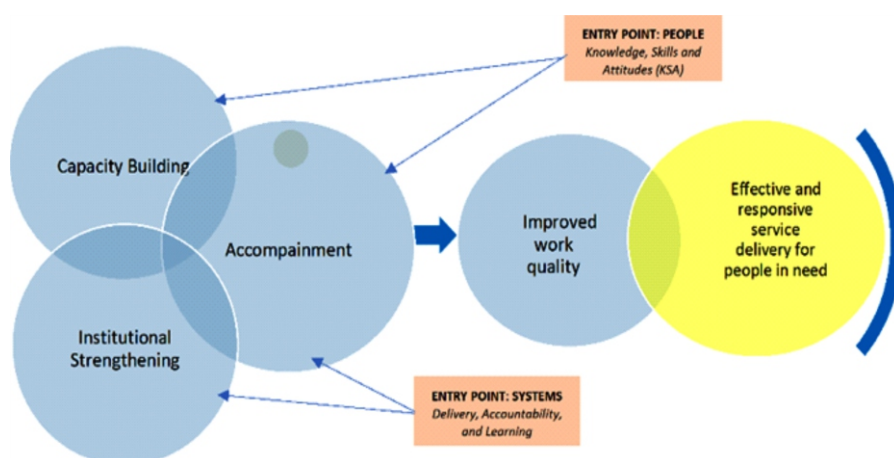 ENTRY POINT: PEOPLE
Knowledge, Skills and
Attitudes (KSA)
Capacity Building
Accompainment
Institutional
Strengthening
Improved
work
quality
Effective and
responsive
service
delivery for
people in need
ENTRY POINT: SYSTEMS
Delivery, Accountability,
and Learning